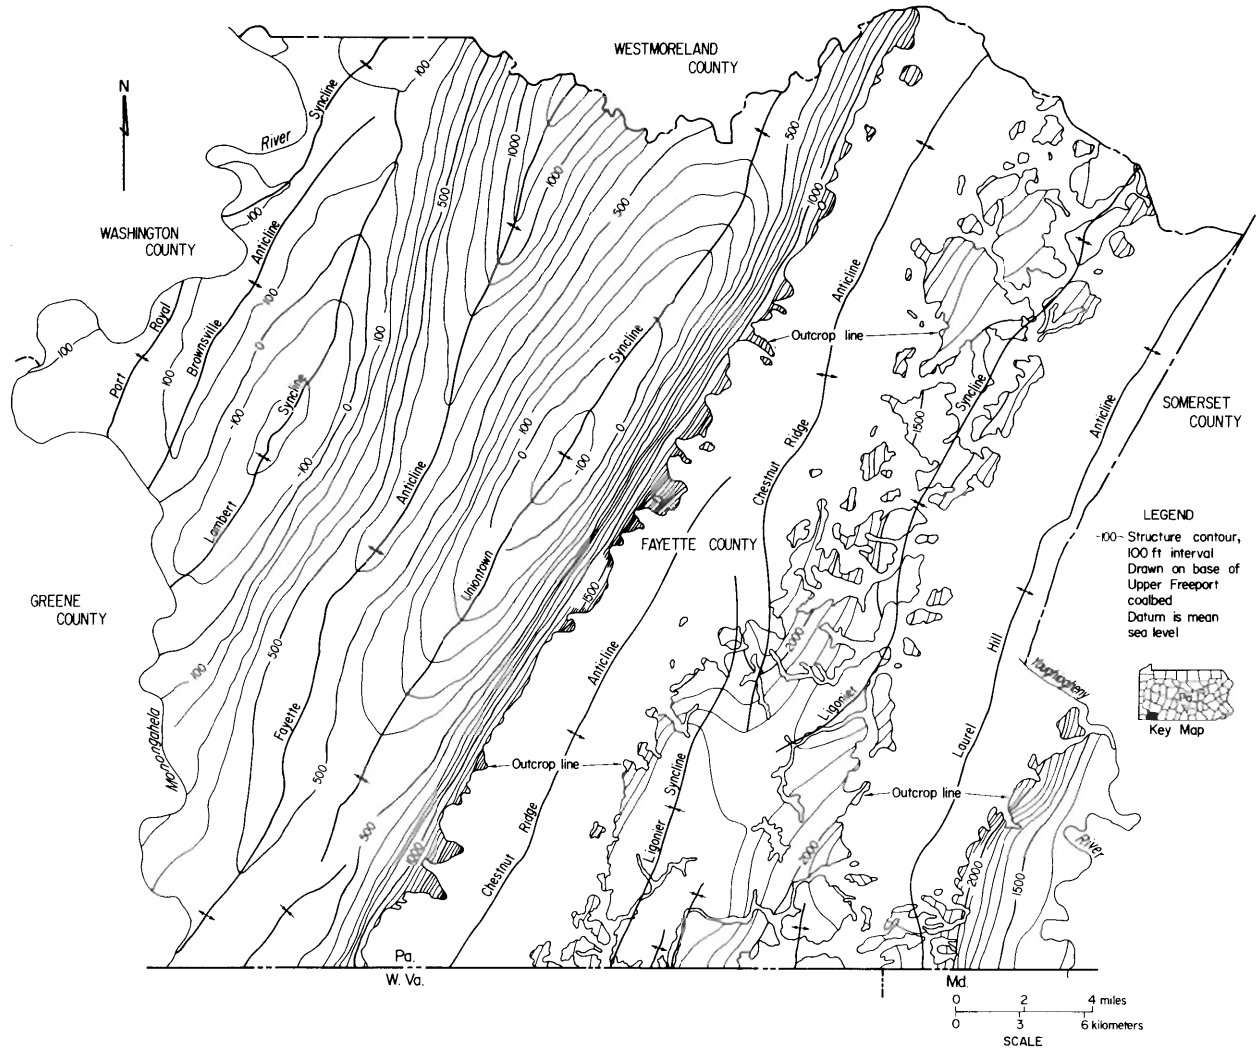 WESTMORELAND
COUNTY
N
100
Syncline
River
500
1000
1000
500
1000
500
100
WASHINGTON
COUNTY
Anticline
Royal
Port
Brownsville
100
0
100
100
100
-100
Syncline
0
-100
Lambert
Anticline
Syncline
100
0
-100
0
Uniontown
Anticline
Outcrop line
Syncline
1500
Chestnut Ridge
Anticline
SOMERSET
COUNTY
LEGEND
-100- Structure contour,
100 ft interval
Drawn on base of
Upper Freeport
coalbed
Datum is mean
sea level
FAYETTE COUNTY
1500
GREENE
COUNTY
500
100
Fayette
Monongahela
500
500
1000
Anticline
Chestnut Ridge
Outcrop line
Ligonier Syncline
Ligonier
2000
2000
Hill
Laurel
Youghiogheny
Pa.
Key Map
Outcrop line
River
2000
1500
Pa.
W. Va.
Md.
0 2 4 miles
0 3 6 kilometers
SCALE